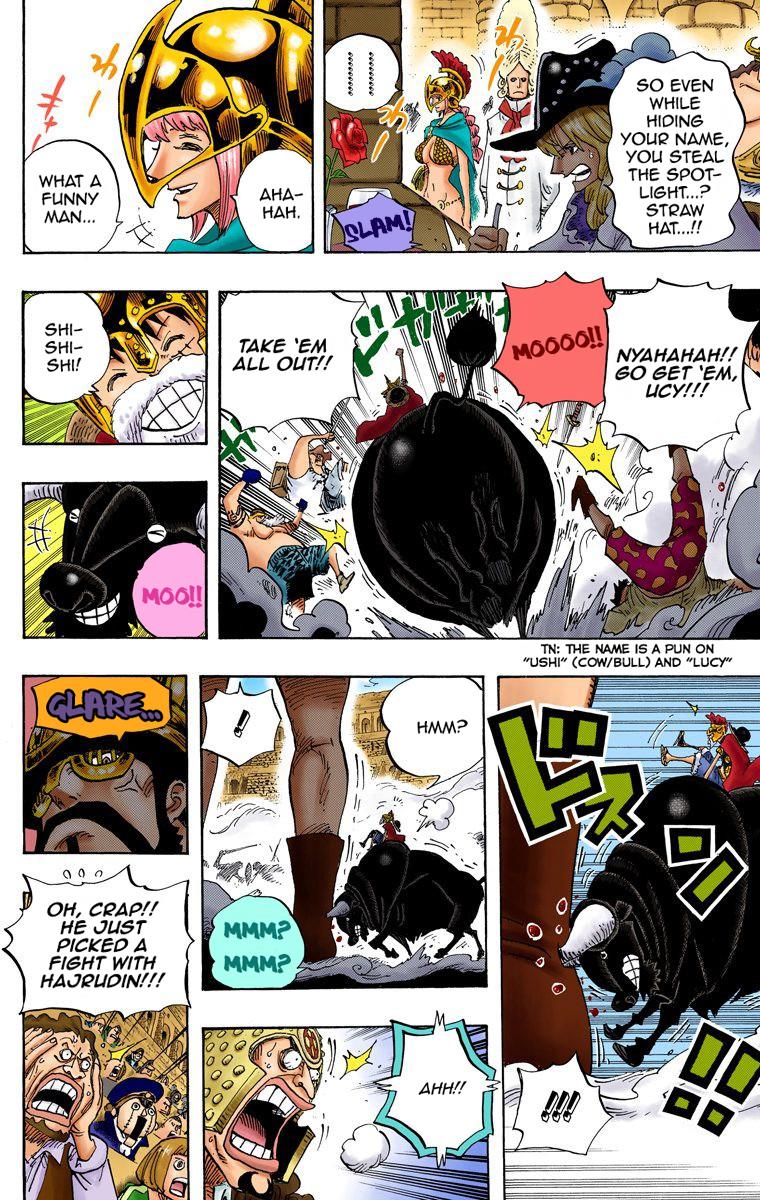 SO EVEN
WHILE
HIDING
YOUR NAME,
YOU STEAL
THE SPOT-
LIGHT...?
STRAW
HAT...!!
SLAM!
AHA-
HAH.
WHAT A
FUNNY
MAN...
NYAHAHAH!!
GO GET 'EM,
UCY!!!
MOOOO!!
TAKE 'EM
ALL OUT!!
SHI-
SHI-
SHI!
MOO!!
TN: THE NAME IS A PUN ON
"USHI" (COW/BULL) AND "LUCY"
ドスン!!
!!!
HMM?
!!
MMM?
MMM?
AHH!!
GLARE...
OH, CRAP!!
HE JUST
PICKED A
FIGHT WITH
HAJRUDIN!!!